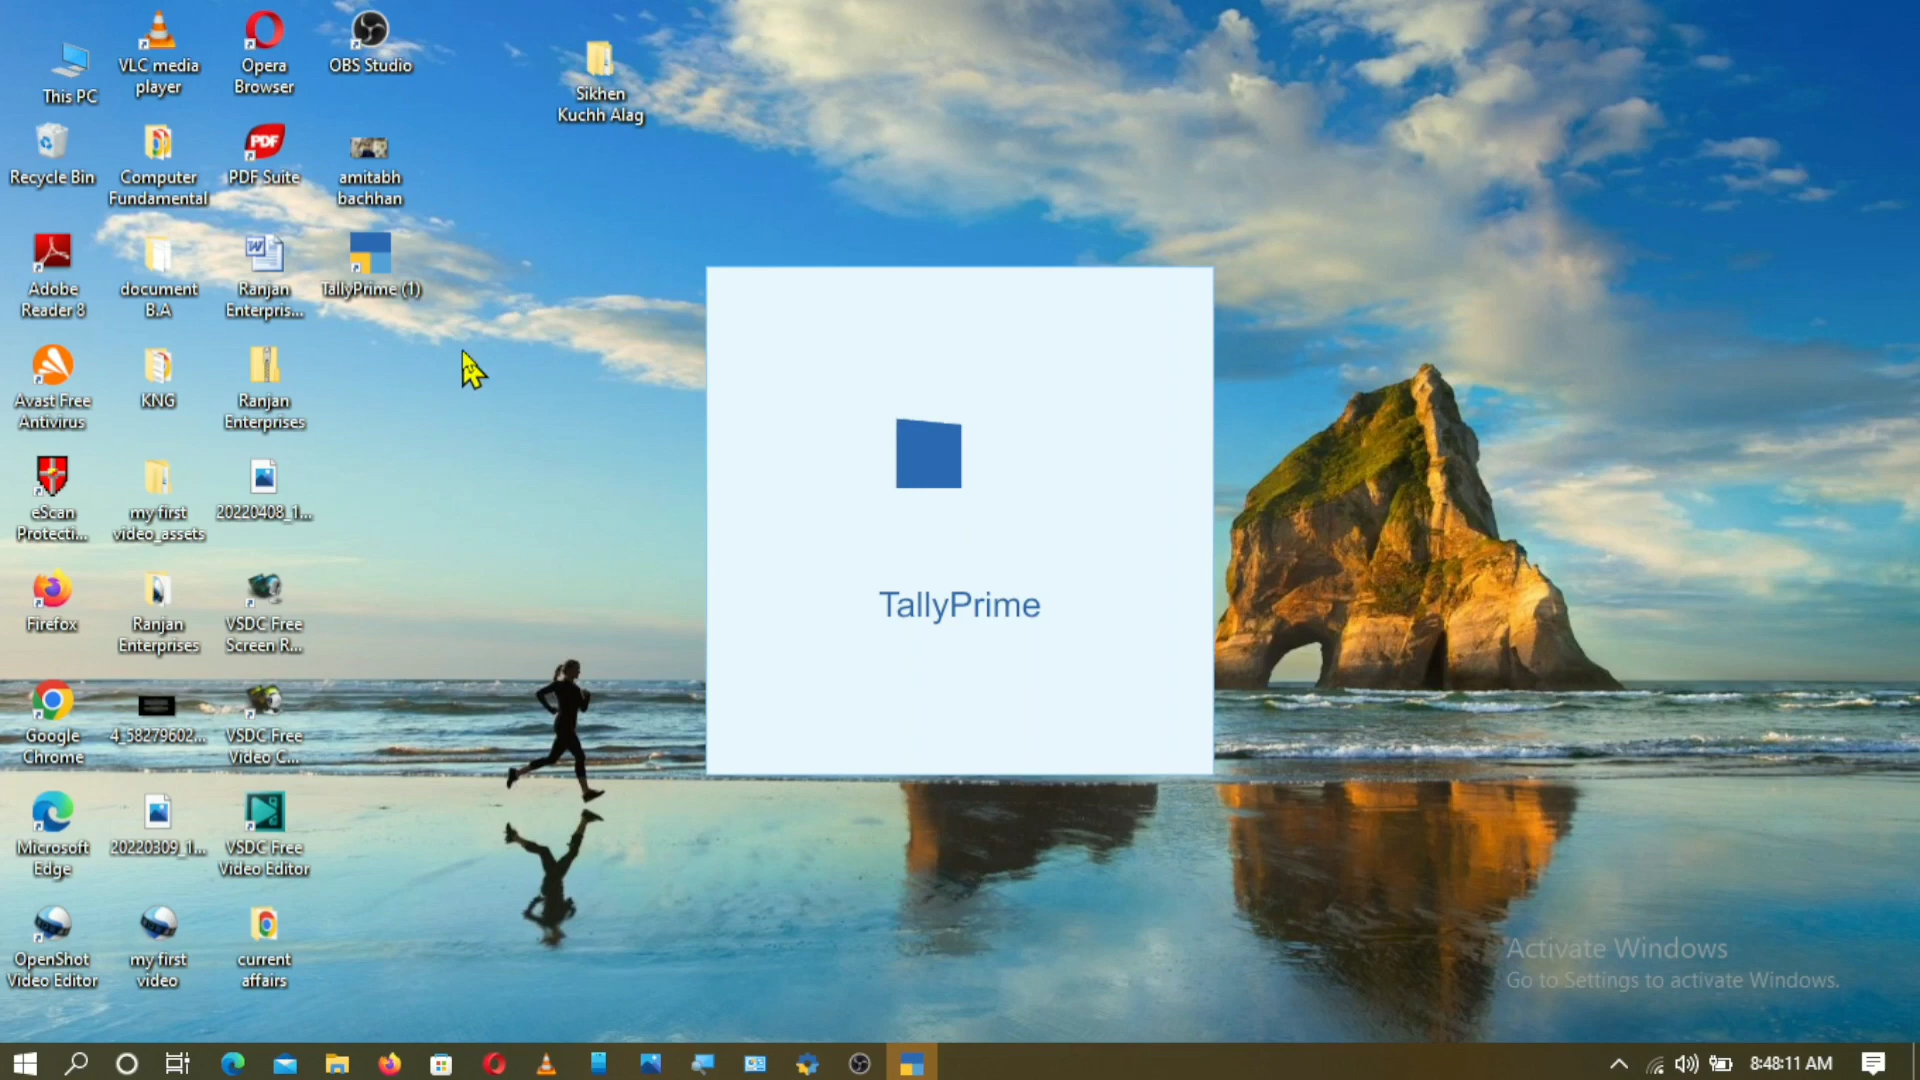 This PC
VLC media
player
Opera
Browser
OBS Studio
Sikhen
Kuchh Alag
Recycle Bin
Computer
Fundamental
PDF
PDF Suite
amitabh
bachhan
Adobe
Reader 8
document
B.A
Ranjan
Enterpris...
TallyPrime (1)
Avast Free
Antivirus
KNG
Ranjan
Enterprises
eScan
Protecti...
my first
video_assets
20220408_1...
Firefox
Ranjan
Enterprises
VSDC Free
Screen R...
Google
Chrome
4_58279602...
VSDC Free
Video C...
Microsoft
Edge
20220309_1...
VSDC Free
Video Editor
OpenShot
Video Editor
my first
video
current
affairs
TallyPrime
Activate Windows
Go to Settings to activate Windows.
8:48:11 AM